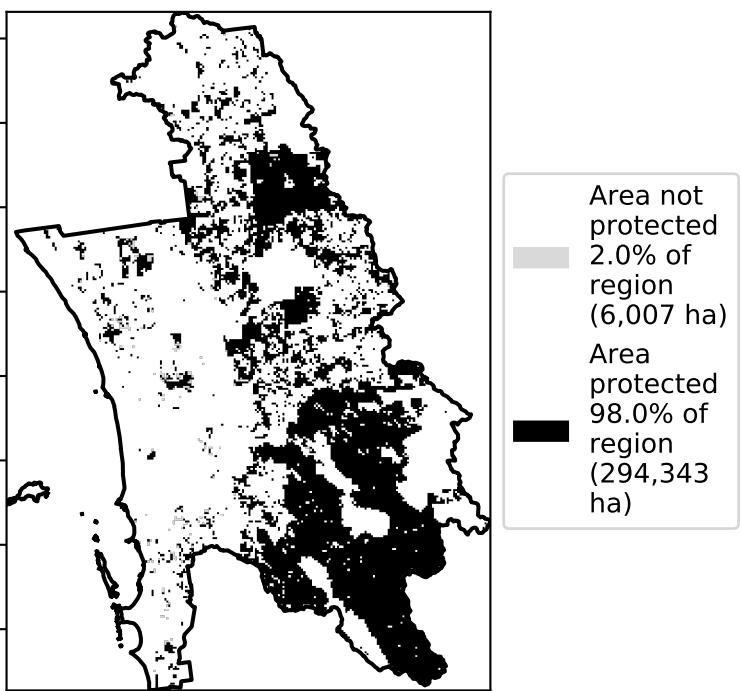 Area not
protected
2.0% of
region
(6,007 ha)
Area
protected
98.0% of
region
(294,343
ha)